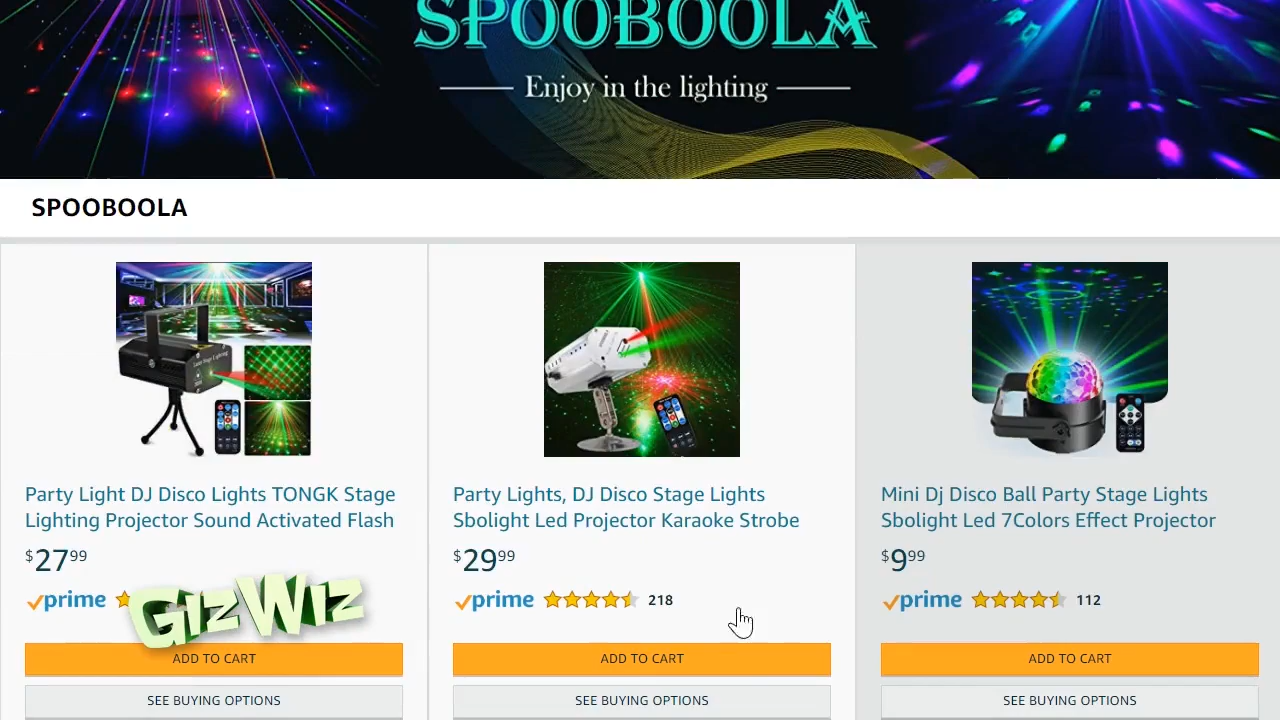 SPOOBOOLA
Enjoy in the lighting
SPOOBOOLA
Party Light DJ Disco Lights TONGK Stage
Lighting Projector Sound Activated Flash
$27 99
prime
GizWiz
ADD TO CART
SEE BUYING OPTIONS
Party Lights, DJ Disco Stage Lights
Sbolight Led Projector Karaoke Strobe
$29 99
prime 218
ADD TO CART
SEE BUYING OPTIONS
Mini Dj Disco Ball Party Stage Lights
Sbolight Led 7Colors Effect Projector
$9 99
prime 112
ADD TO CART
SEE BUYING OPTIONS